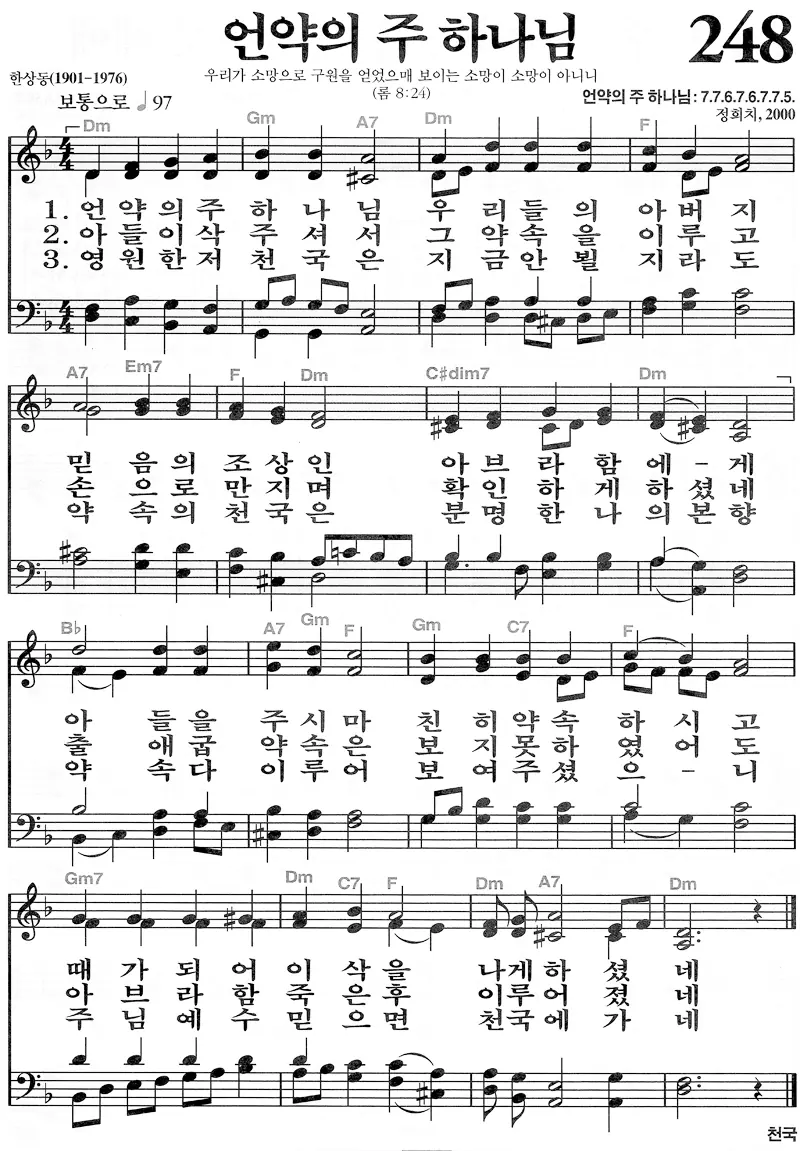 언약의 주 하나님 248
한상동(1901-1976) 우리가 소망으로 구원을 얻었으매 보이는 소망이 소망이 아니니
(롬 8:24)
보통으로 ♩97 언약의 주 하나님 : 7.7.6.7.6.7.7.5.
정회치, 2000
Dm Gm A7 Dm F
4 4
1. 언 약 의 주 하 나 님 우 리 들 의 아 버 지
2. 아 들 이 삭 주 셔 서 그 약 속 을 이 루 고
3. 영 원 한 저 천 국 은 지 금 안 뵐 지 라 도
4 4
A7 Em7 F Dm C♯dim7 Dm
믿 음 의 조 상 인 아 브 라 함 에 - 게
손 으 로 만 지 며 확 인 하 게 하 셨 네
약 속 의 천 국 은 분 명 한 나 의 본 향
B♭ A7 Gm F Gm C7 F
아 들 을 주 시 마 친 히 약 속 하 시 고
출 애 굽 약 속 은 보 지 못 하 였 어 도
약 속 다 이 루 어 보 여 주 셨 으 - 니
Gm7 Dm C7 F Dm A7 Dm
때 가 되 어 이 삭 을 나 게 하 셨 네
아 브 라 함 죽 은 후 이 루 어 졌 네
주 님 예 수 믿 으 면 천 국 에 가 네
천국